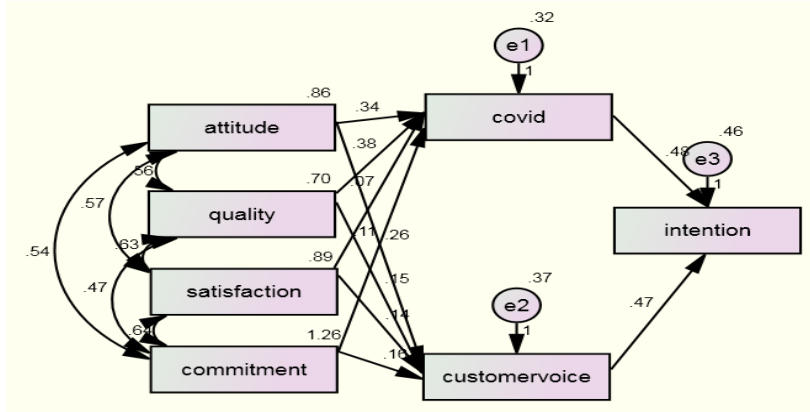 .32
e1
1
.86
.34
covid
attitude
.38
.46
.48
e3
.56
.70
.07
1
.57
quality
.11
.26
intention
.54
.63
.89
.37
.47
.15
e2
satisfaction
.14
.47
.64
1.26
1
.16
commitment
customervoice